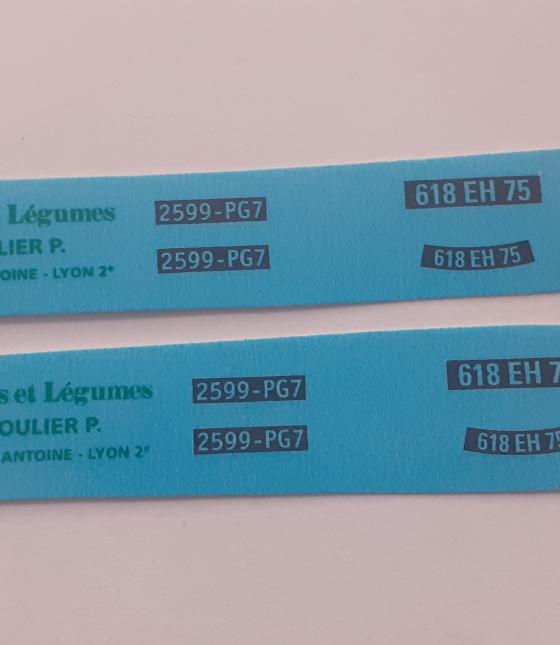 Légumes
LIER P.
OINE - LYON 2e
2599-PG7
2599-PG7
618 EH 75
618 EH 75
s et Légumes
OULIER P.
ANTOINE - LYON 2e
2599-PG7
2599-PG7
618 EH 7
618 EH 75